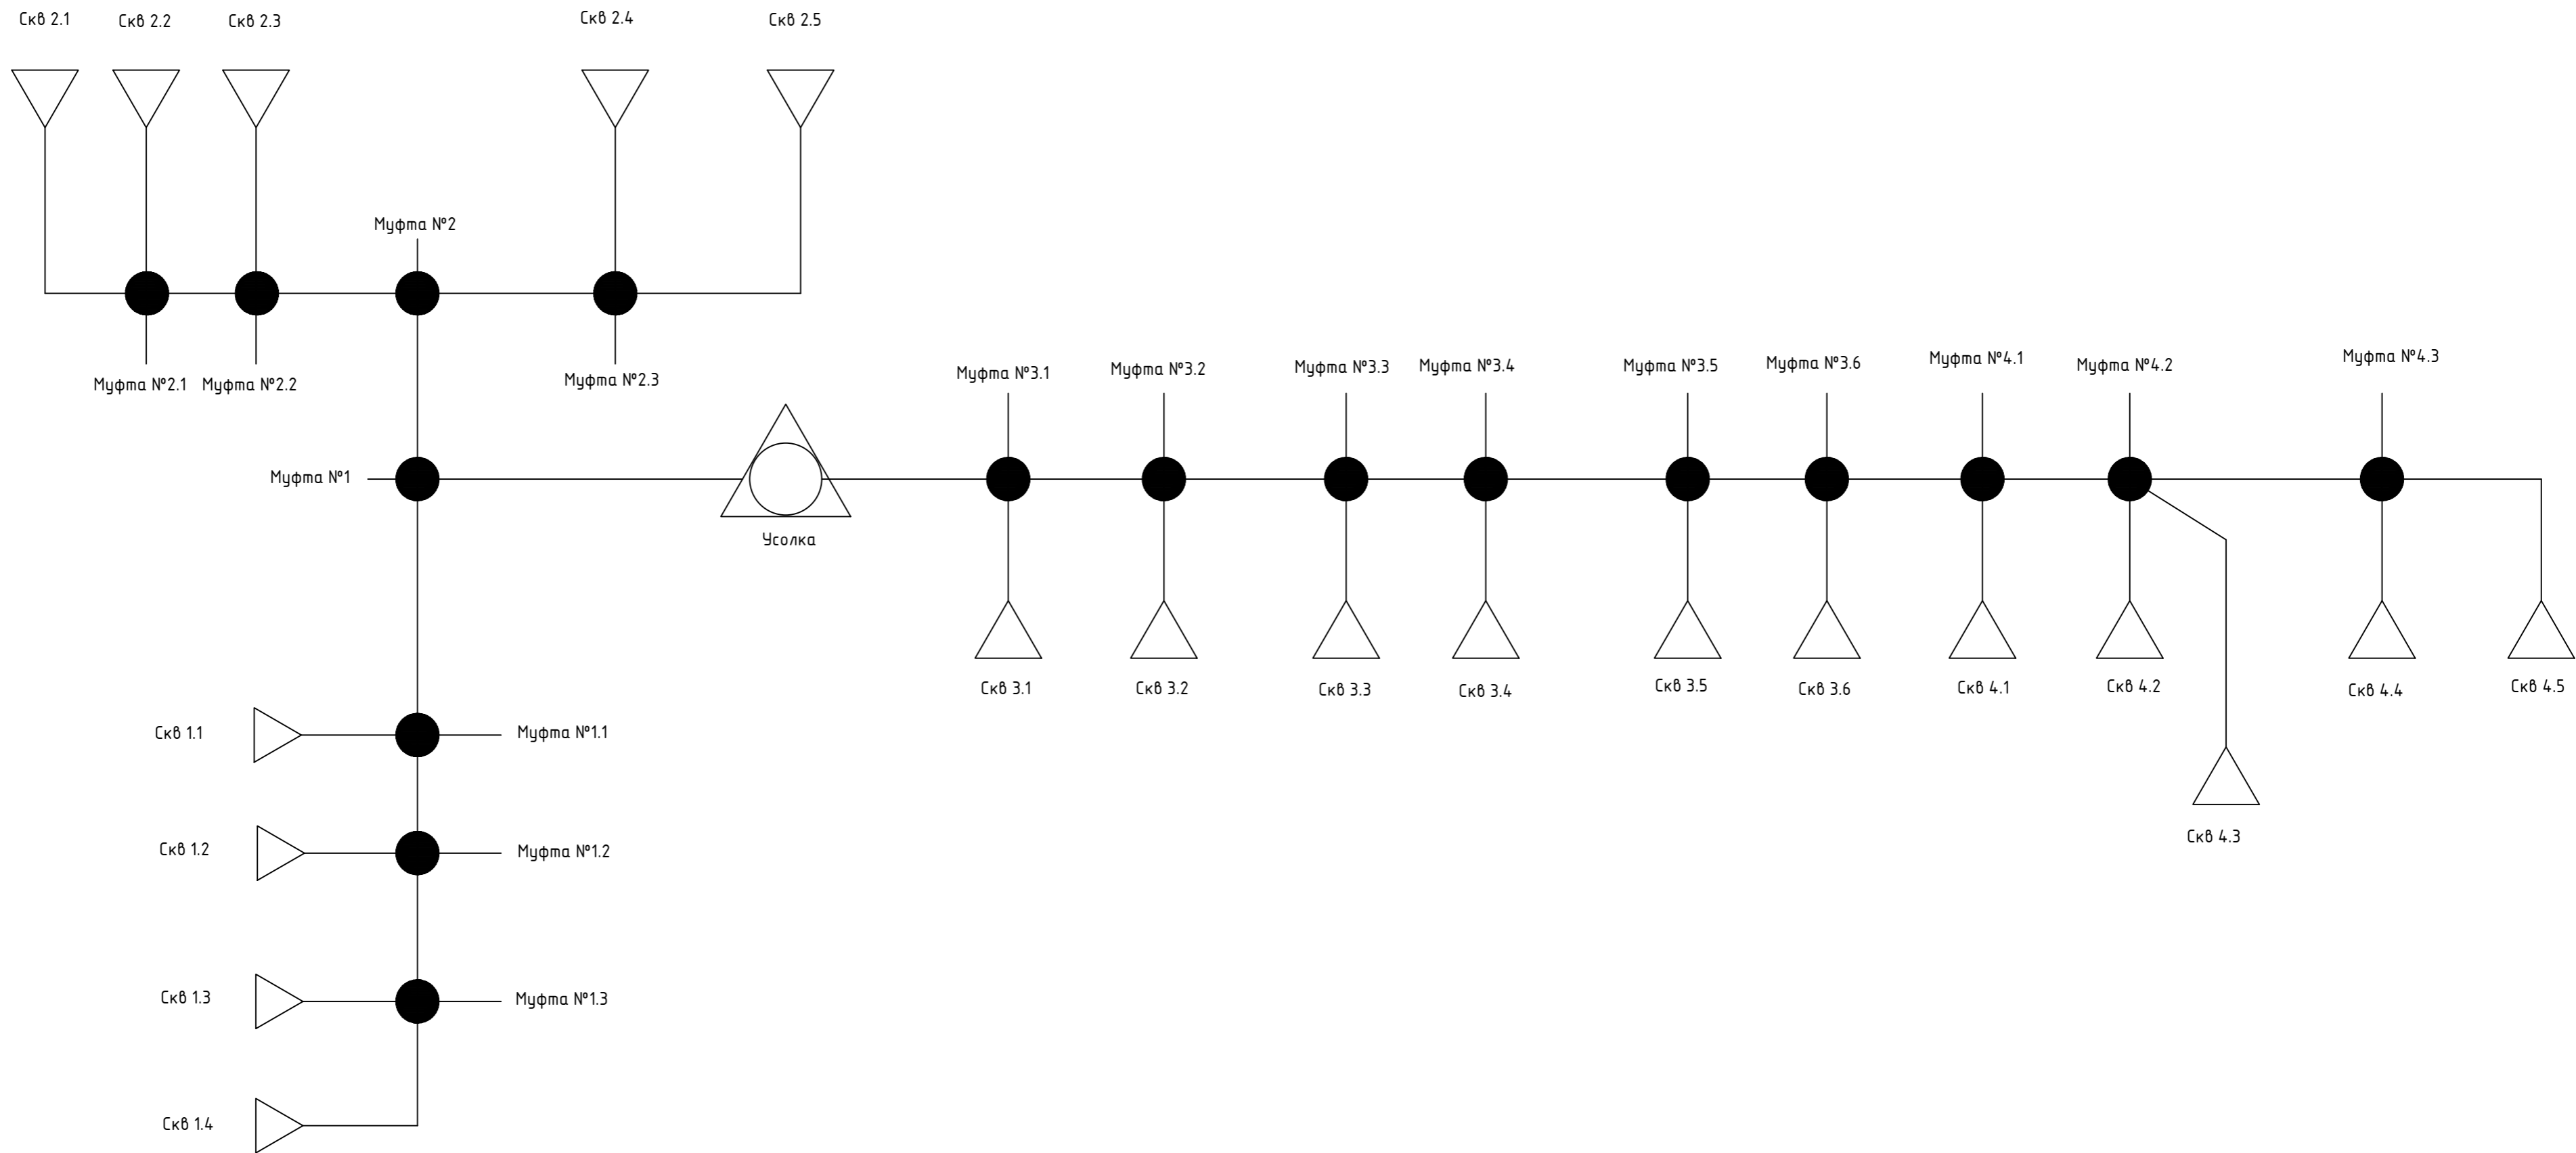 Скв 2.1
Скв 2.2
Скв 2.3
Скв 2.4
Скв 2.5
Муфта №2
Муфта №2.1
Муфта №2.2
Муфта №2.3
Муфта №3.1
Муфта №3.2
Муфта №3.3
Муфта №3.4
Муфта №3.5
Муфта №3.6
Муфта №4.1
Муфта №4.2
Муфта №4.3
Муфта №1
Усолка
Скв 3.1
Скв 3.2
Скв 3.3
Скв 3.4
Скв 3.5
Скв 3.6
Скв 4.1
Скв 4.2
Скв 4.4
Скв 4.5
Скв 1.1
Муфта №1.1
Скв 4.3
Скв 1.2
Муфта №1.2
Скв 1.3
Муфта №1.3
Скв 1.4